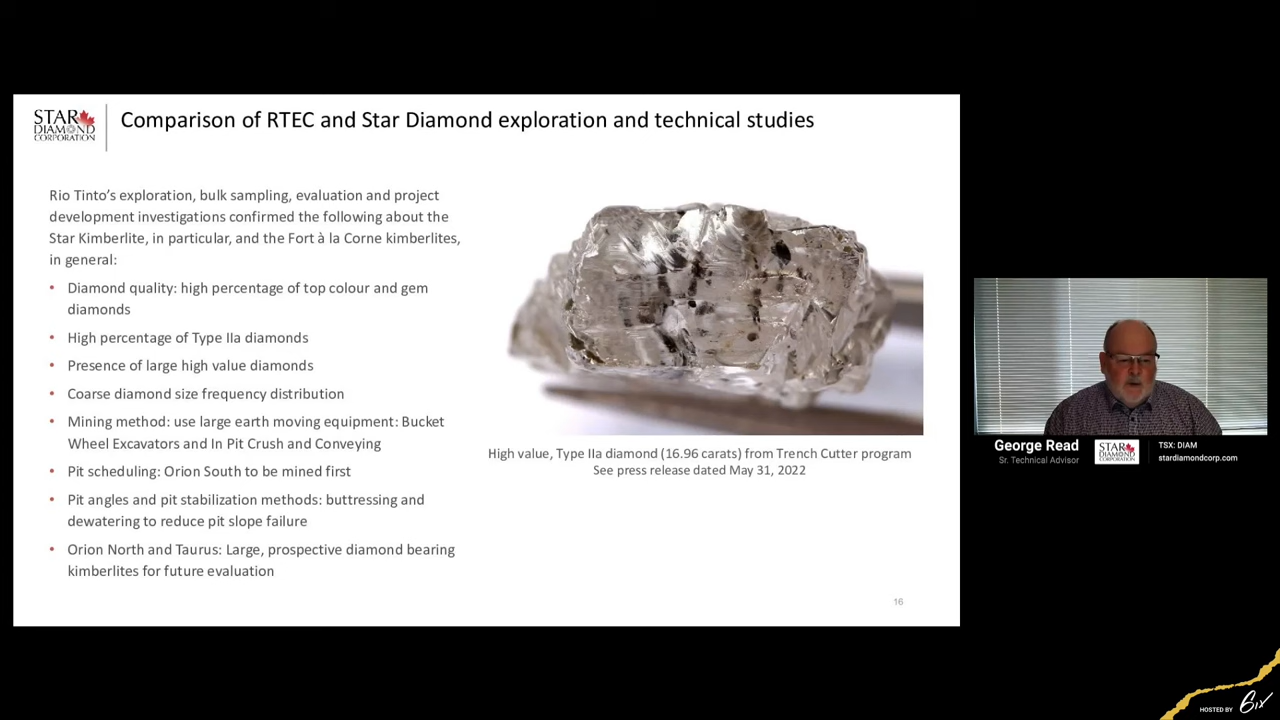 STAR
DIAMOND
CORPORATION
Comparison of RTEC and Star Diamond exploration and technical studies
Rio Tinto's exploration, bulk sampling, evaluation and project
development investigations confirmed the following about the
Star Kimberlite, in particular, and the Fort à la Corne kimberlites,
in general:
• Diamond quality: high percentage of top colour and gem
diamonds
• High percentage of Type IIa diamonds
• Presence of large high value diamonds
• Coarse diamond size frequency distribution
• Mining method: use large earth moving equipment: Bucket
Wheel Excavators and In Pit Crush and Conveying
• Pit scheduling: Orion South to be mined first
• Pit angles and pit stabilization methods: buttressing and
dewatering to reduce pit slope failure
• Orion North and Taurus: Large, prospective diamond bearing
kimberlites for future evaluation
High value, Type IIa diamond (16.96 carats) from Trench Cutter program
See press release dated May 31, 2022
16
George Read
Sr. Technical Advisor
STAR
DIAMOND
CORPORATION
TSX: DIAM
stardiamondcorp.com
HOSTED BY 6ix